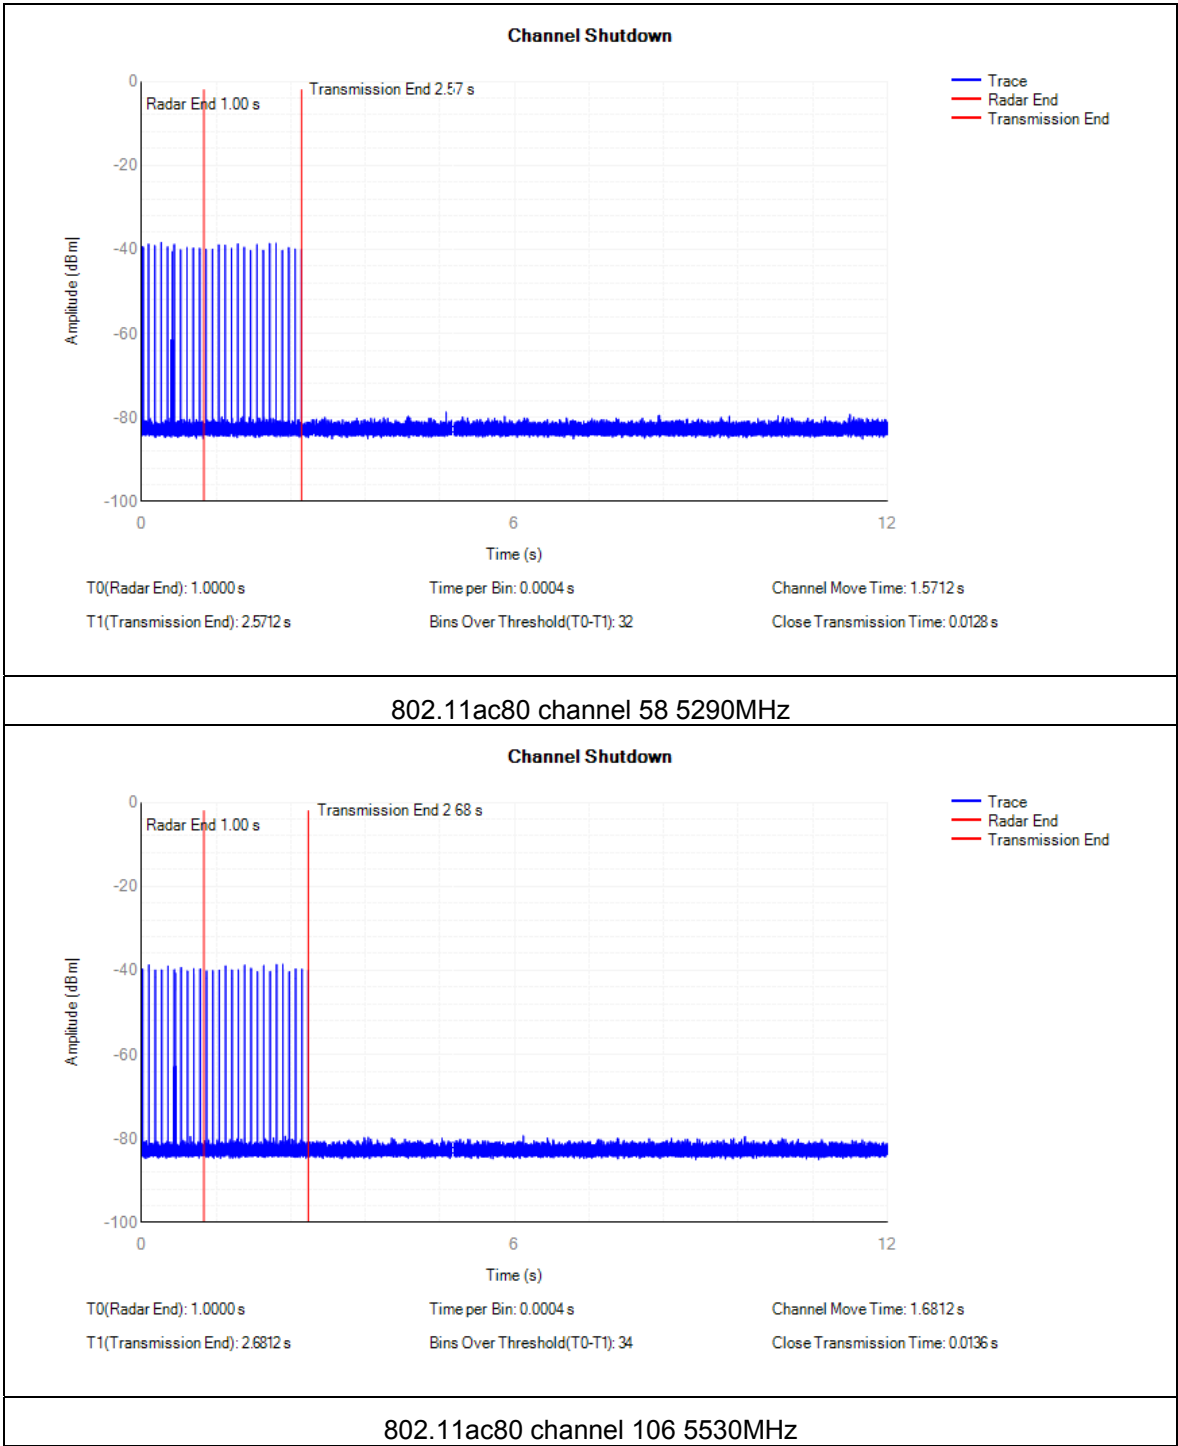 Channel Shutdown
Transmission End 2.57 s
Radar End 1.00 s
Trace
Radar End
Transmission End
0
-20
-40
-60
-80
-100
Amplitude [dBm]
0 6 12
Time (s)
T0(Radar End): 1.0000 s Time per Bin: 0.0004 s Channel Move Time: 1.5712 s
T1(Transmission End): 2.5712 s Bins Over Threshold(T0-T1): 32 Close Transmission Time: 0.0128 s
802.11ac80 channel 58 5290MHz
Channel Shutdown
Transmission End 2.68 s
Radar End 1.00 s
Trace
Radar End
Transmission End
0
-20
-40
-60
-80
-100
Amplitude [dBm]
0 6 12
Time (s)
T0(Radar End): 1.0000 s Time per Bin: 0.0004 s Channel Move Time: 1.6812 s
T1(Transmission End): 2.6812 s Bins Over Threshold(T0-T1): 34 Close Transmission Time: 0.0136 s
802.11ac80 channel 106 5530MHz